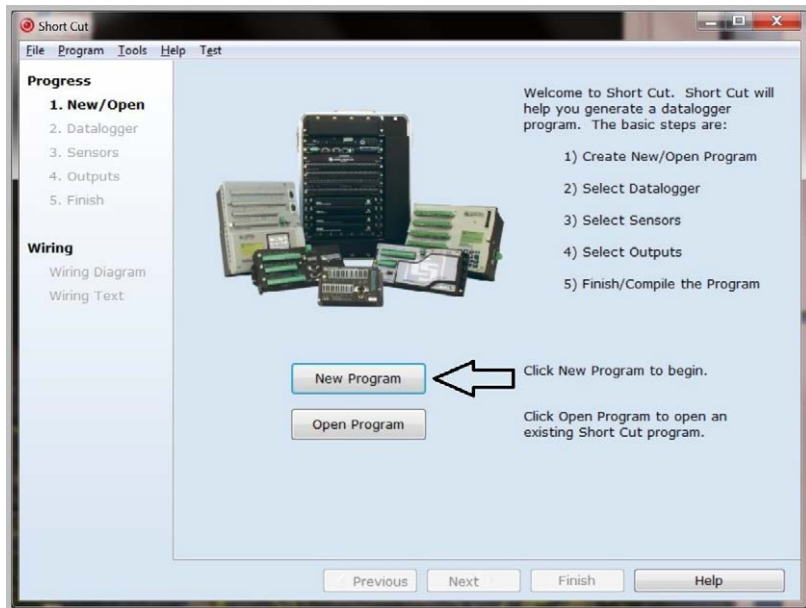 Short Cut
File Program Tools Help Test
Progress
1. New/Open
2. Datalogger
3. Sensors
4. Outputs
5. Finish
Wiring
Wiring Diagram
Wiring Text
Welcome to Short Cut. Short Cut will
help you generate a datalogger
program. The basic steps are:
1) Create New/Open Program
2) Select Datalogger
3) Select Sensors
4) Select Outputs
5) Finish/Compile the Program
New Program
Click New Program to begin.
Open Program
Click Open Program to open an
existing Short Cut program.
Previous Next Finish Help